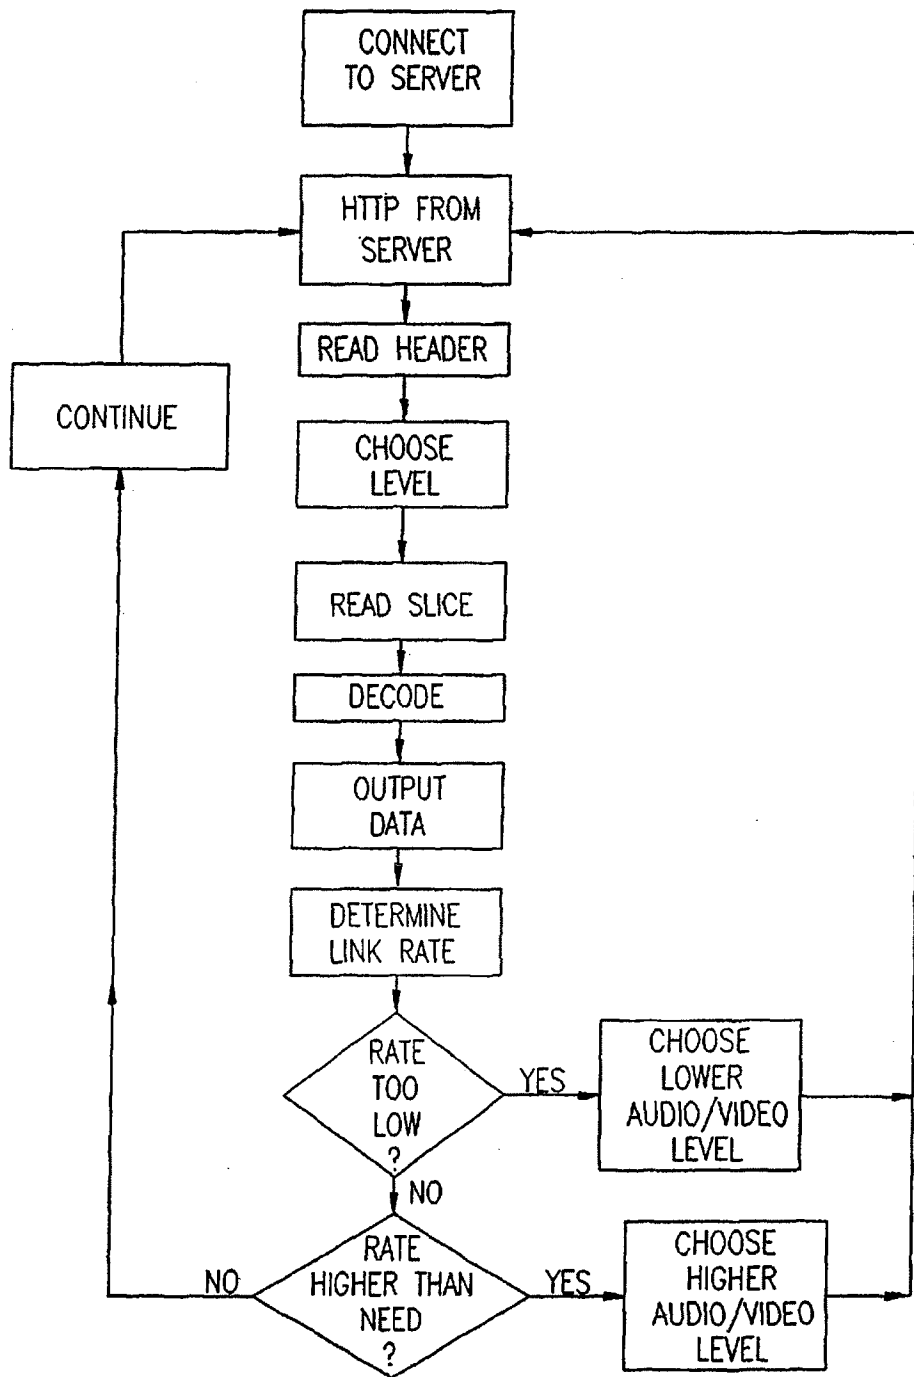 CONNECT
TO SERVER
HTTP FROM
SERVER
READ HEADER
CONTINUE
CHOOSE
LEVEL
READ SLICE
DECODE
OUTPUT
DATA
DETERMINE
LINK RATE
RATE
TOO
LOW
?
YES
CHOOSE
LOWER
AUDIO/VIDEO
LEVEL
NO
RATE
HIGHER THAN
NEED
?
NO
YES
CHOOSE
HIGHER
AUDIO/VIDEO
LEVEL